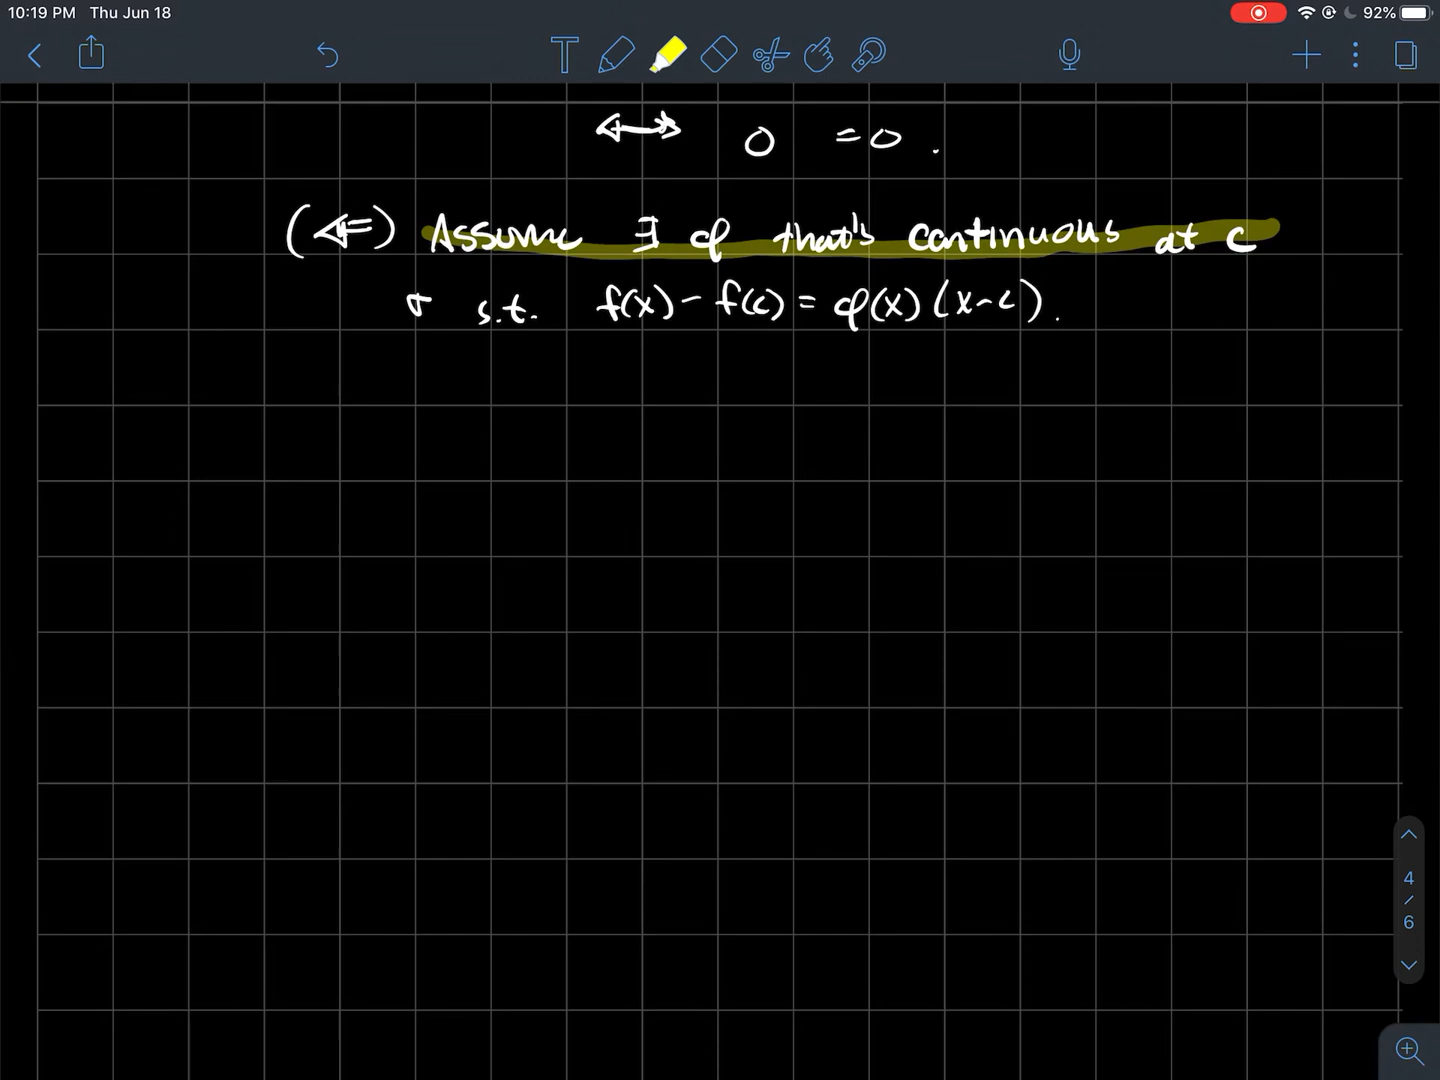 10:19 PM Thu Jun 18 92%
⟷ 0 = 0 .
(⇐) Assume ∃ φ that's continuous at c
& s.t. f(x) - f(c) = φ(x) (x-c) .
4
/
6